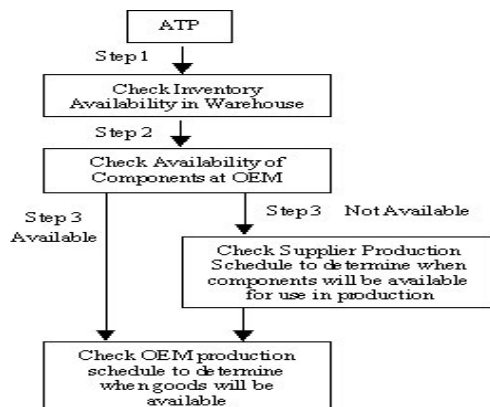 ATP
Step 1
Check Inventory
Availability in Warehouse
Step 2
Check Availability of
Components at OEM
Step 3
Available
Step 3 Not Available
Check Supplier Production
Schedule to determine when
components will be available
for use in production
Check OEM production
schedule to determine
when goods will be
available